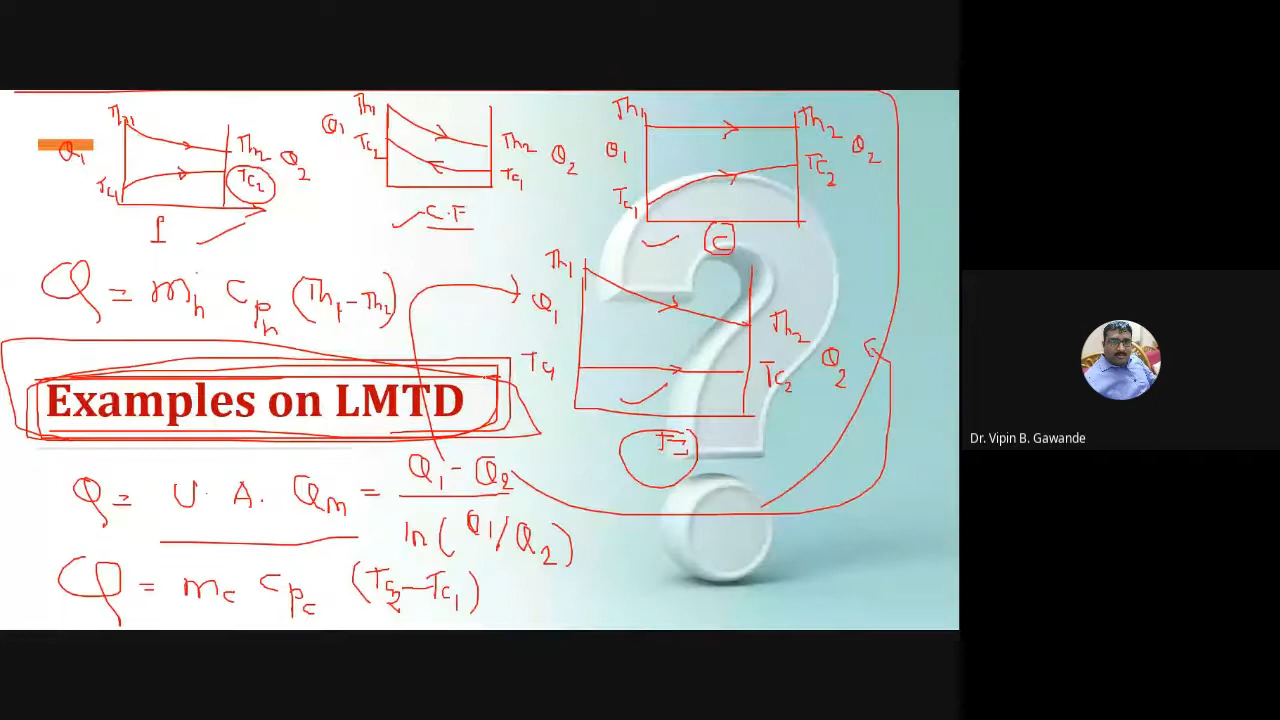 Th1 Th2
Q1 Q2
Tc1 Tc2
P
Th1 Th2
Q1 Q2
Tc2 Tc1
C.F
Th1 Th2
Q1 Q2
Tc1 Tc2
C
Th1 Th2
Q1 Q2
Tc1 Tc2
Q = ṁh Cph (Th1 - Th2)
Examples on LMTD
Q = U. A. Qm = Q1 - Q2
ln (Q1/Q2)
Q = mc Cpc (Tc2 - Tc1)
Dr. Vipin B. Gawande